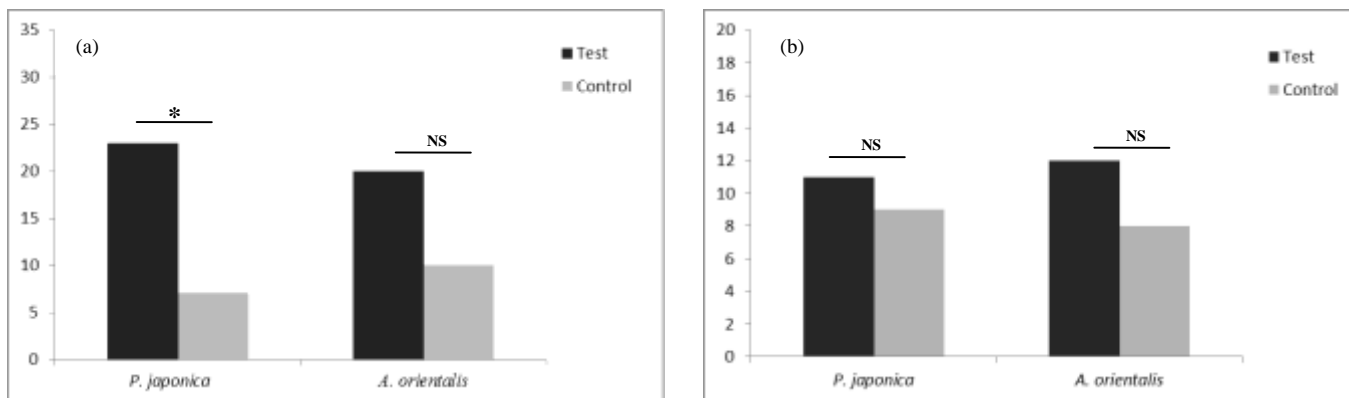 (a)
35
30
25
20
15
10
5
0
*
NS
Test
Control
P. japonica
A. orientalis
(b)
20
18
16
14
12
10
8
6
4
2
0
NS
NS
Test
Control
P. japonica
A. orientalis